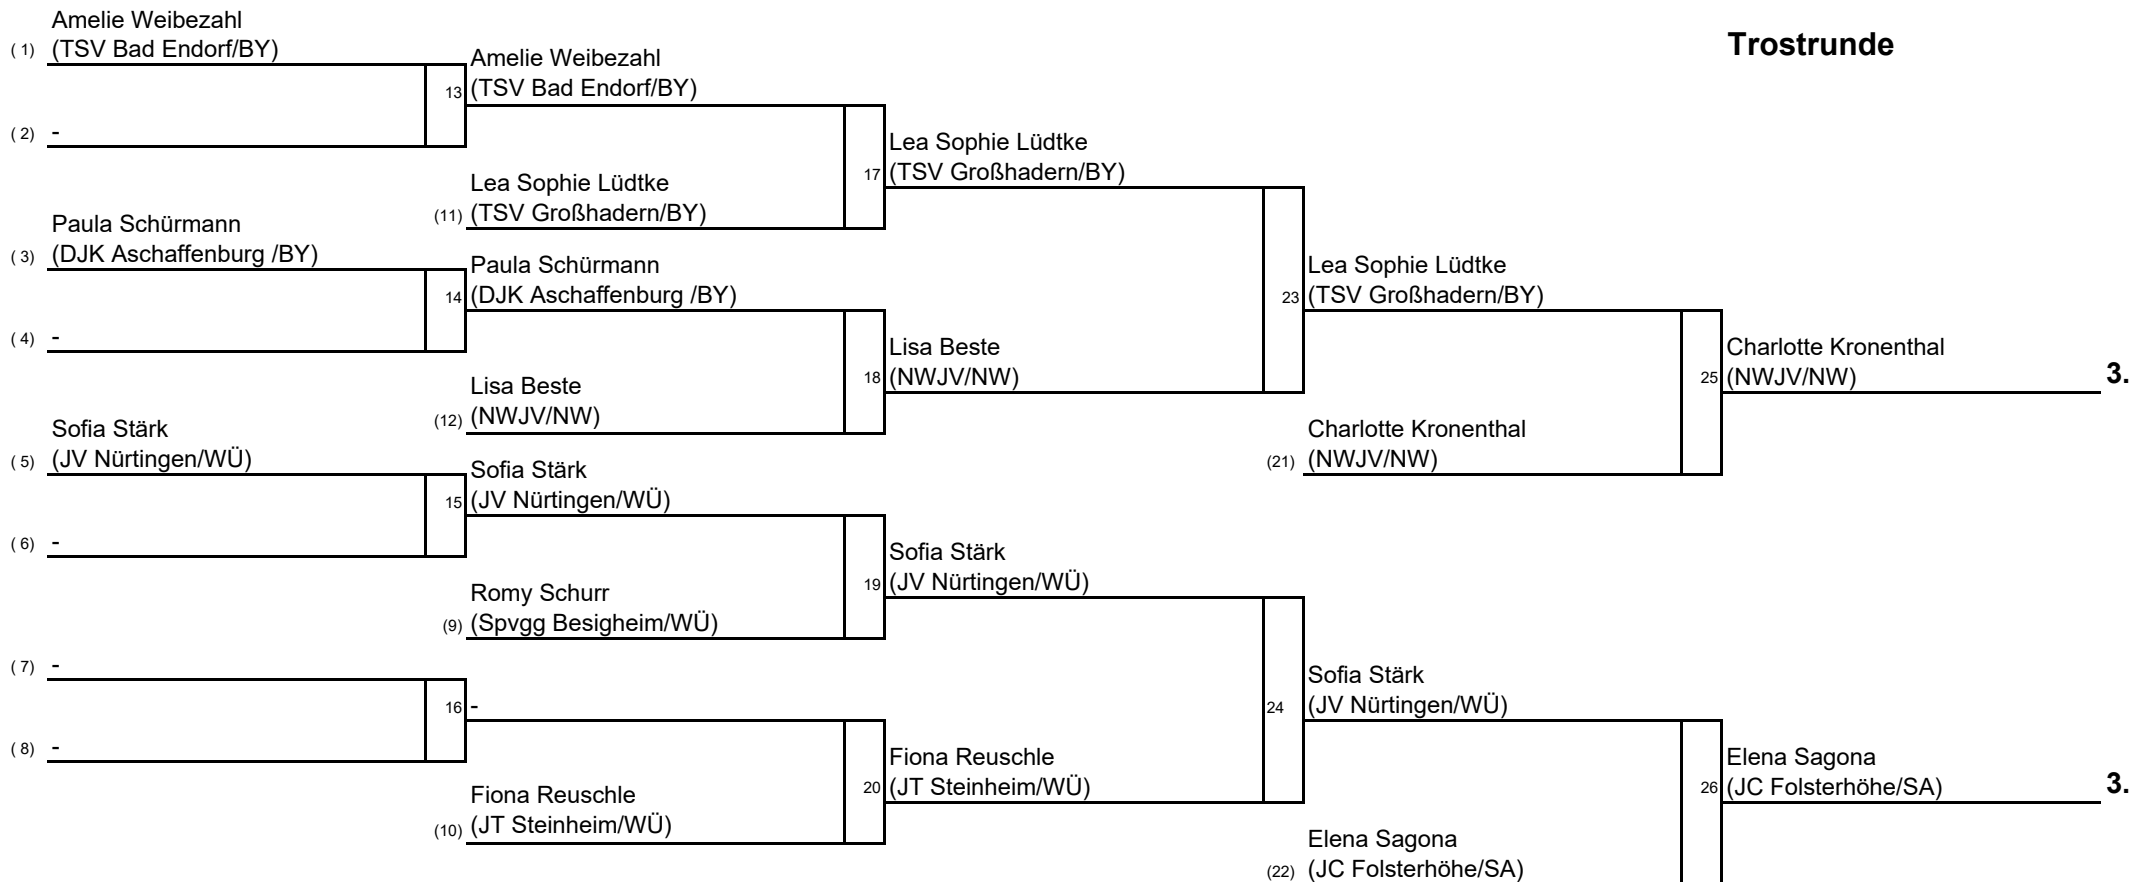 Trostrunde
Amelie Weibezahl
( 1) (TSV Bad Endorf/BY)
( 2) -
Paula Schürmann
( 3) (DJK Aschaffenburg /BY)
( 4) -
Sofia Stärk
( 5) (JV Nürtingen/WÜ)
( 6) -
( 7) -
( 8) -
Amelie Weibezahl
13 (TSV Bad Endorf/BY)
Lea Sophie Lüdtke
(11) (TSV Großhadern/BY)
Paula Schürmann
14 (DJK Aschaffenburg /BY)
Lisa Beste
(12) (NWJV/NW)
Sofia Stärk
15 (JV Nürtingen/WÜ)
Romy Schurr
(9) (Spvgg Besigheim/WÜ)
16 -
Fiona Reuschle
(10) (JT Steinheim/WÜ)
Lea Sophie Lüdtke
17 (TSV Großhadern/BY)
Lisa Beste
18 (NWJV/NW)
Sofia Stärk
19 (JV Nürtingen/WÜ)
Fiona Reuschle
20 (JT Steinheim/WÜ)
Lea Sophie Lüdtke
23 (TSV Großhadern/BY)
Charlotte Kronenthal
(21) (NWJV/NW)
Sofia Stärk
24 (JV Nürtingen/WÜ)
Elena Sagona
(22) (JC Folsterhöhe/SA)
Charlotte Kronenthal
25 (NWJV/NW) 3.
Elena Sagona
26 (JC Folsterhöhe/SA) 3.